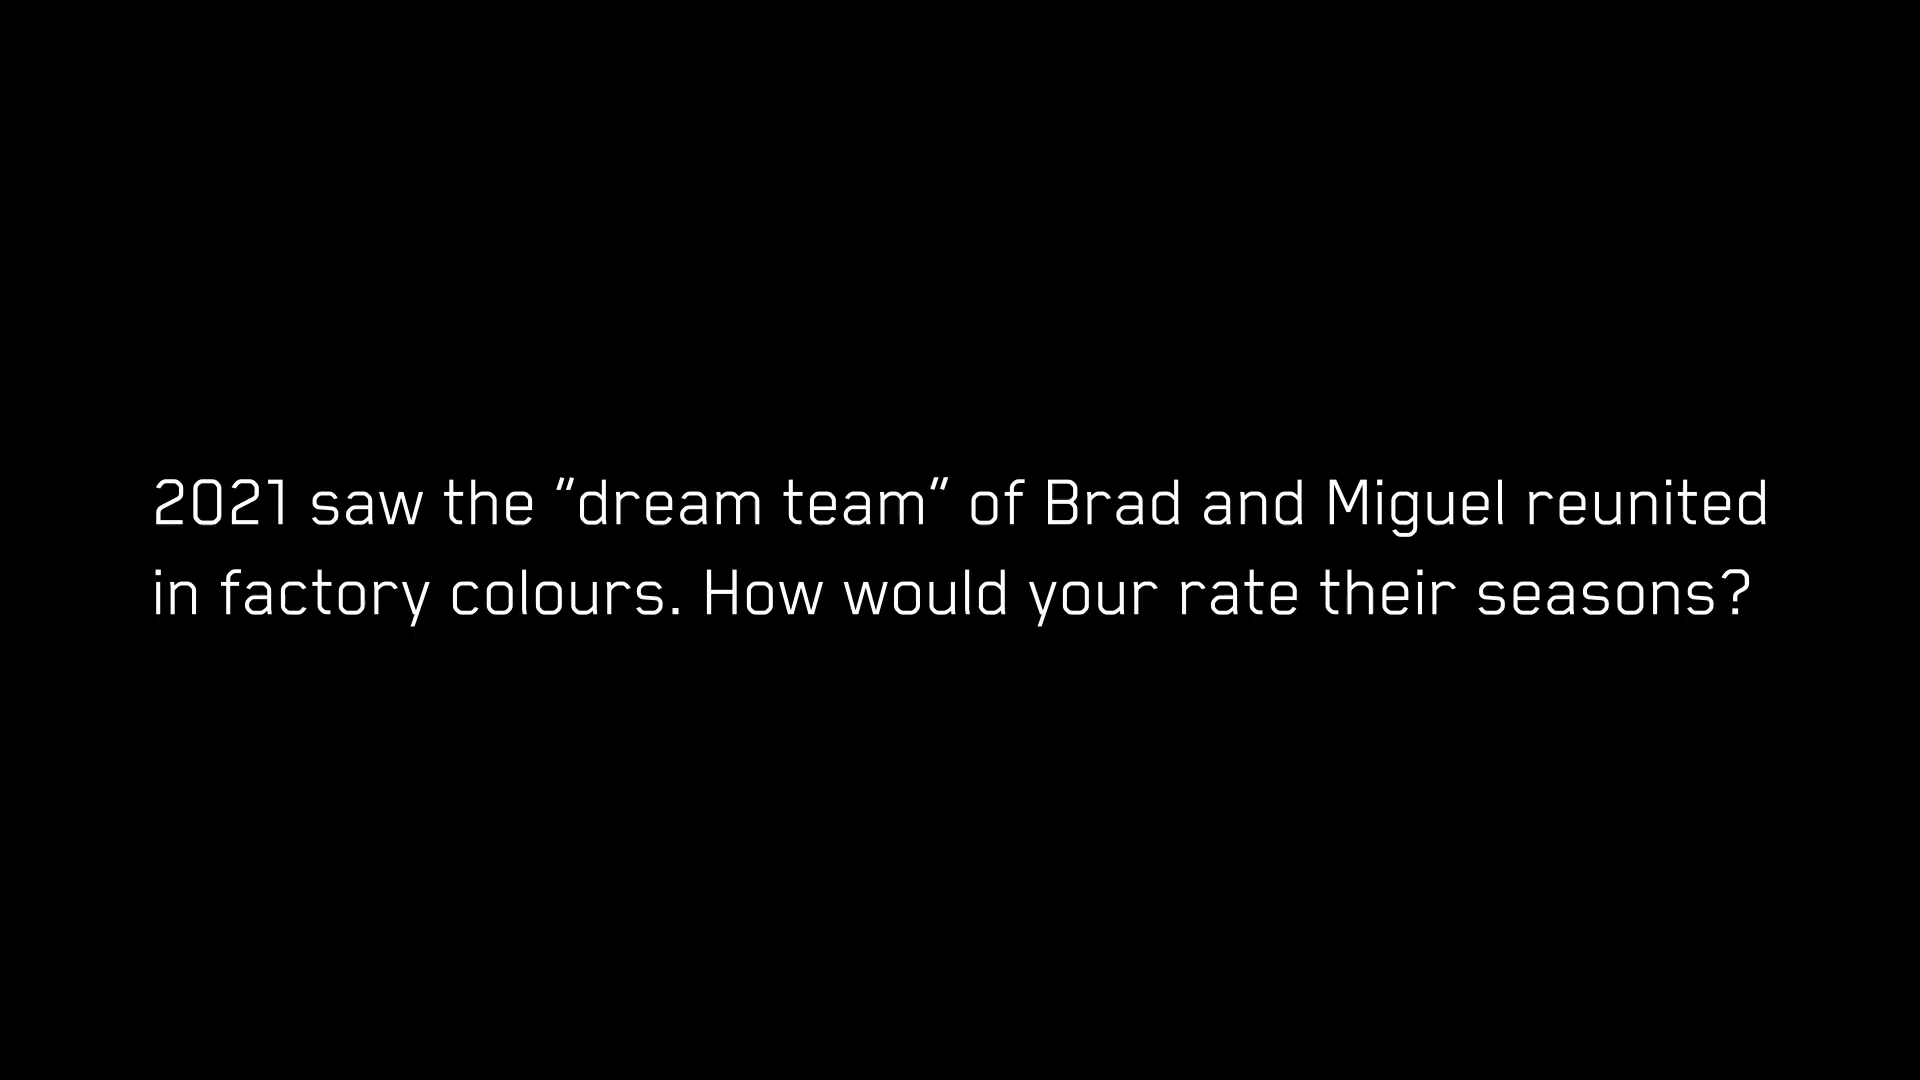 2021 saw the “dream team” of Brad and Miguel reunited
in factory colours. How would your rate their seasons?